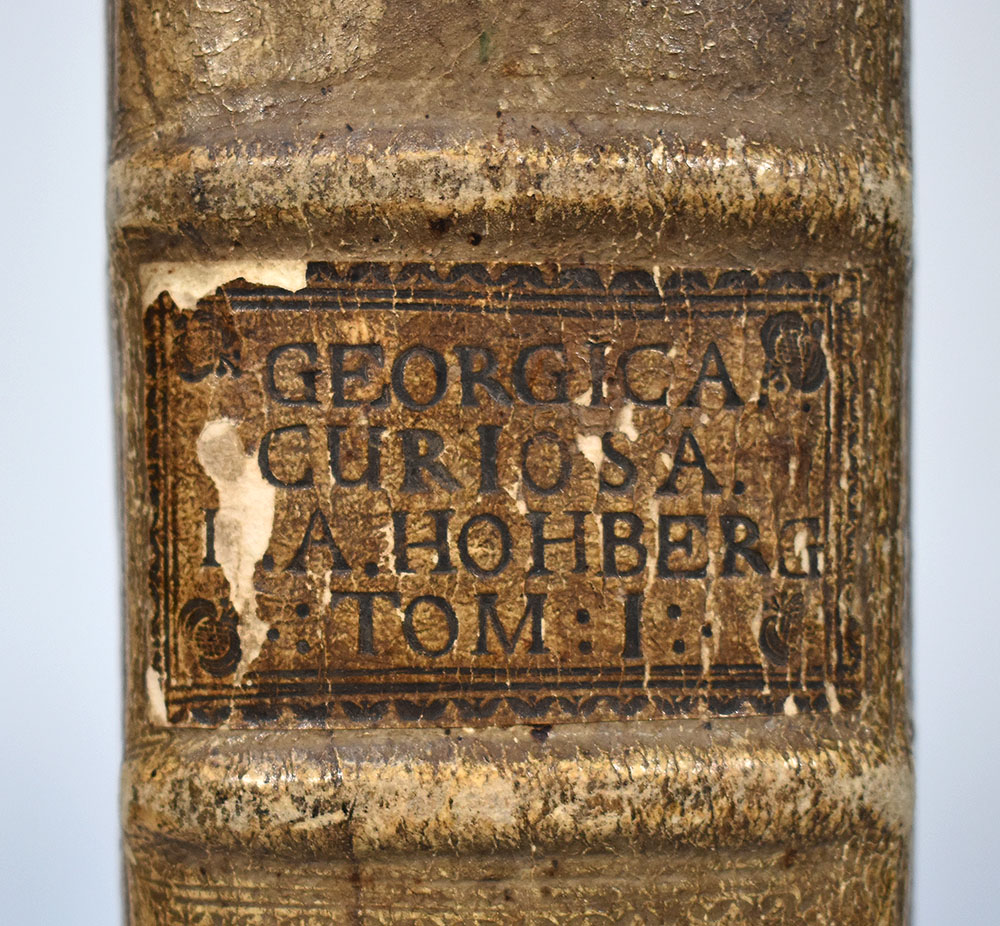 GEORGICA.
CURIOSA.
A. HOHBERG
TOM : I :